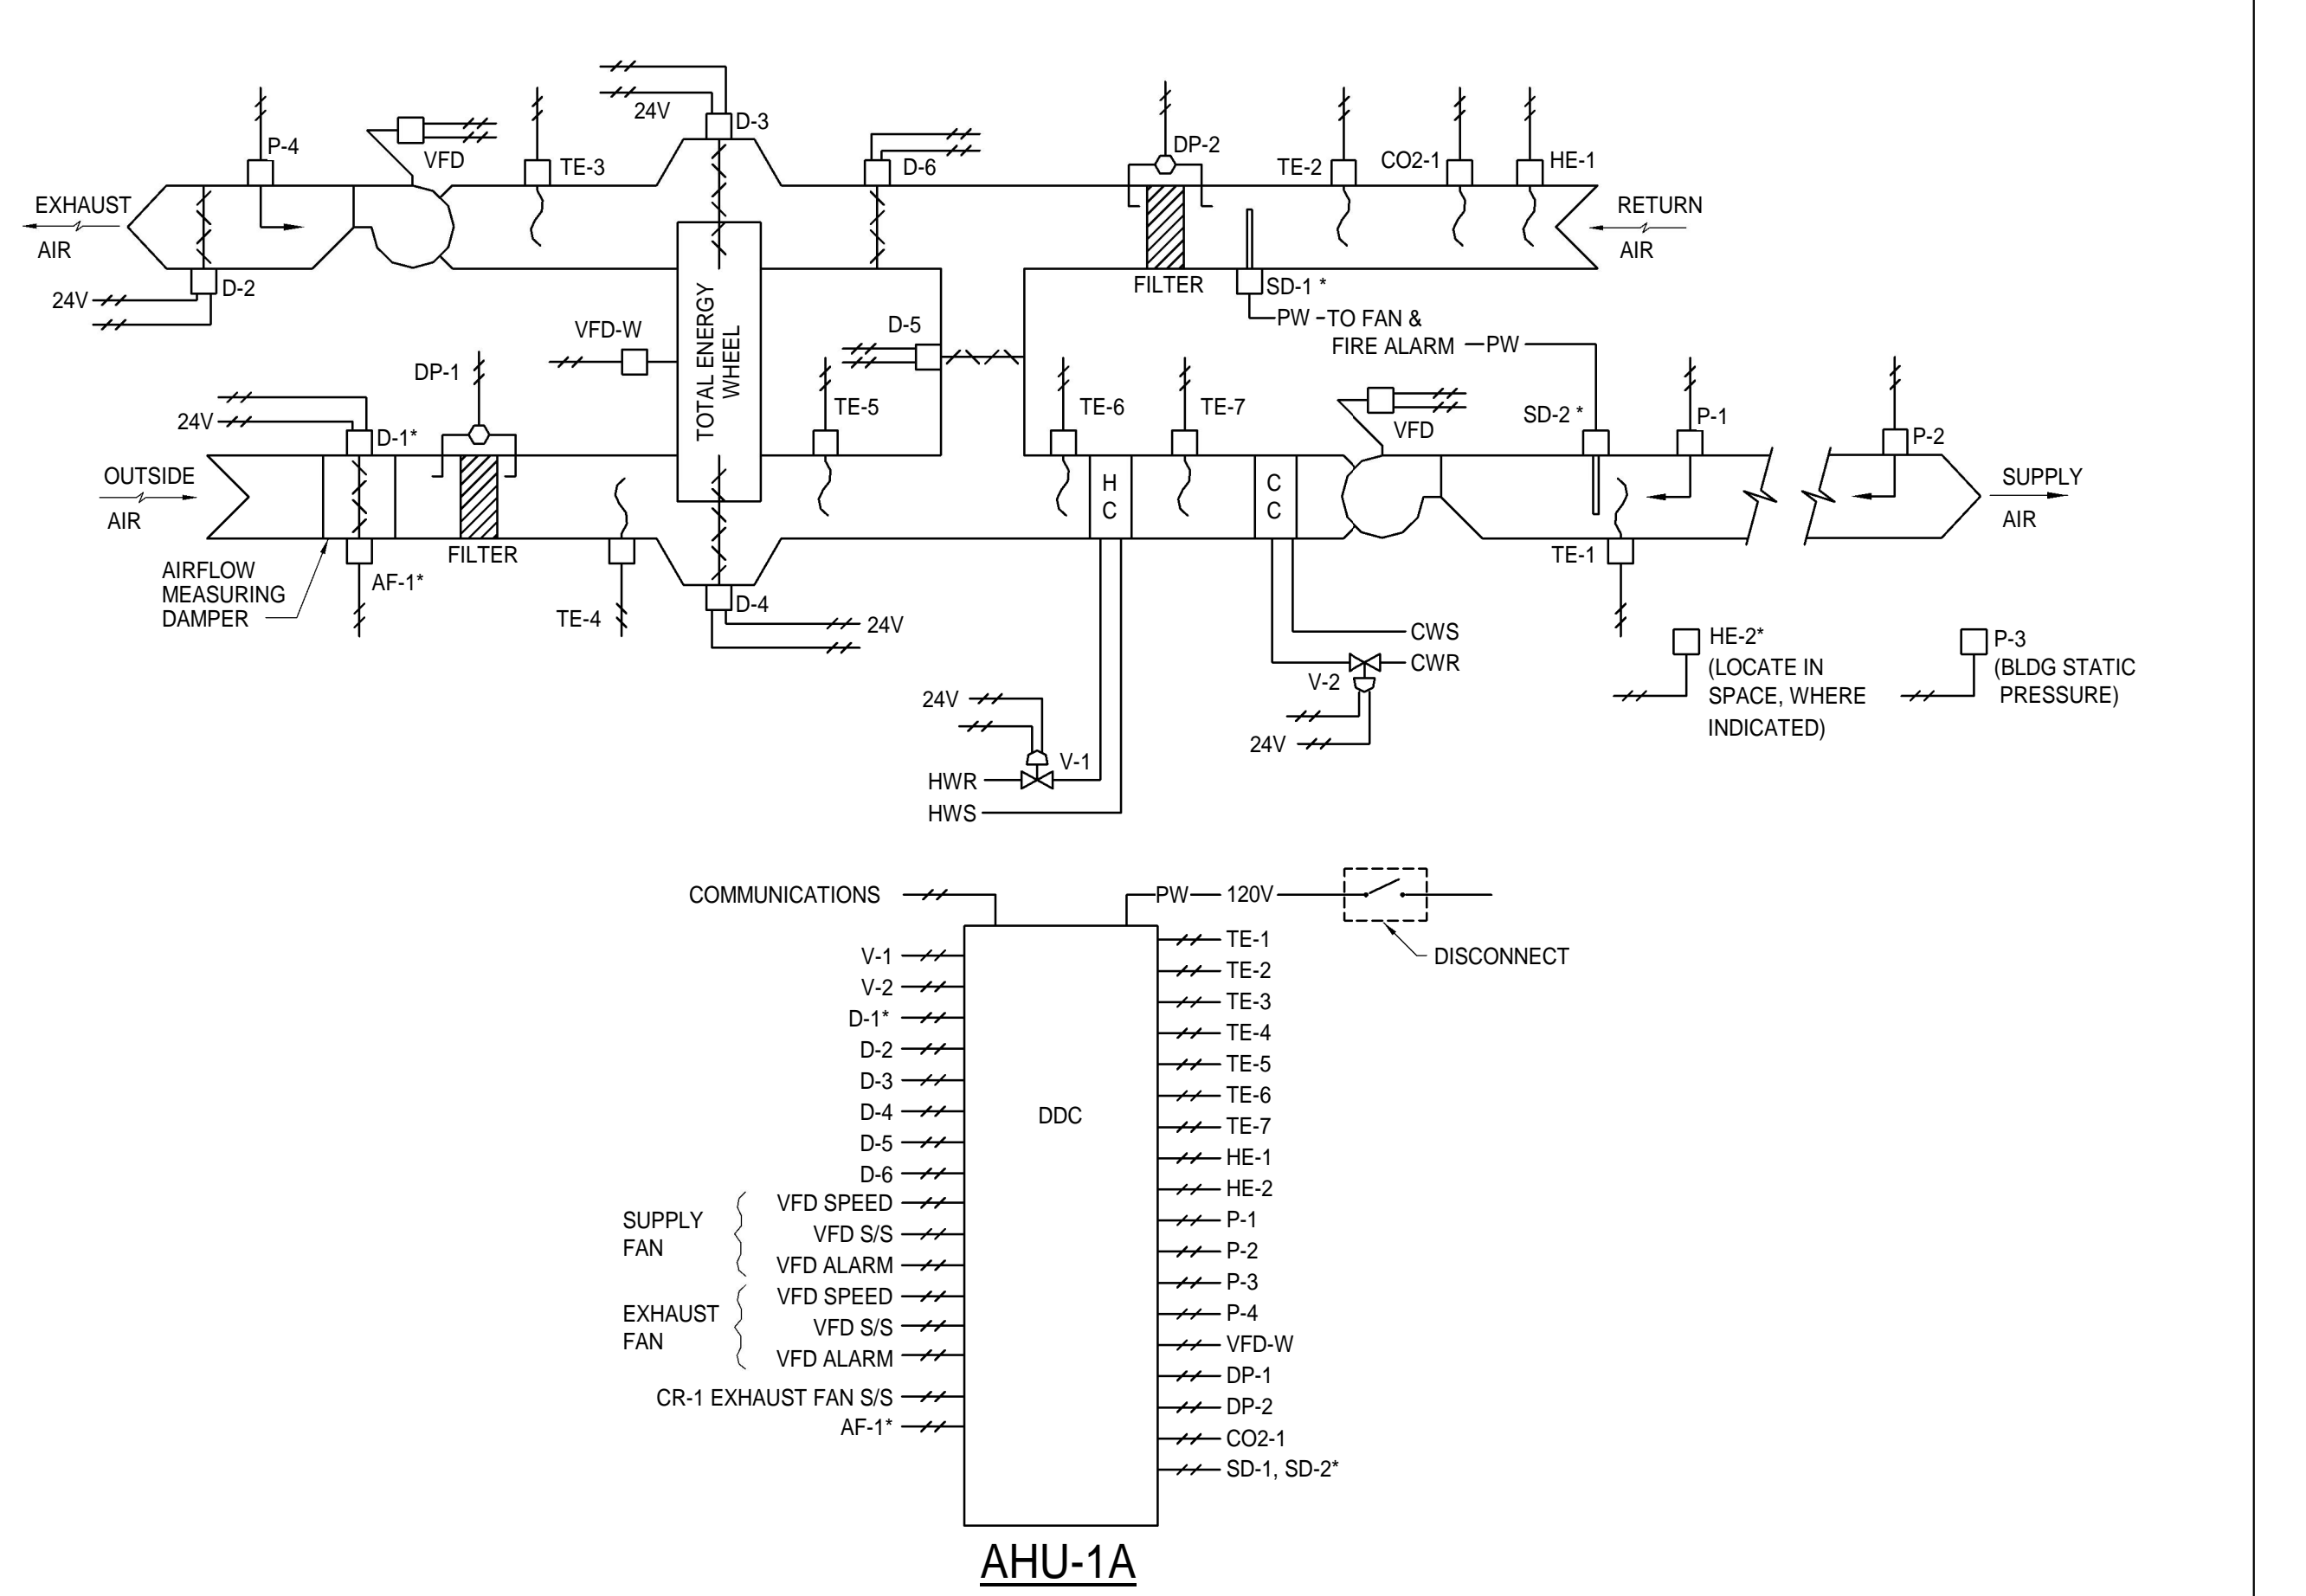 24V
D-3
P-4
VFD
TE-3
D-6
DP-2
TE-2
CO2-1
HE-1
EXHAUST
AIR
RETURN
AIR
24V
D-2
FILTER
SD-1 *
PW
TO FAN &
FIRE ALARM
PW
VFD-W
TOTAL ENERGY
WHEEL
D-5
DP-1
TE-5
TE-6
TE-7
VFD
SD-2 *
P-1
P-2
24V
D-1*
OUTSIDE
AIR
H
C
C
C
SUPPLY
AIR
FILTER
TE-1
AIRFLOW
MEASURING
DAMPER
AF-1*
TE-4
D-4
24V
CWS
CWR
V-2
24V
HE-2*
(LOCATE IN
SPACE, WHERE
INDICATED)
P-3
(BLDG STATIC
PRESSURE)
24V
V-1
HWR
HWS
COMMUNICATIONS
PW
120V
DISCONNECT
V-1
V-2
D-1*
D-2
D-3
D-4
D-5
D-6
SUPPLY
FAN
VFD SPEED
VFD S/S
VFD ALARM
EXHAUST
FAN
VFD SPEED
VFD S/S
VFD ALARM
CR-1 EXHAUST FAN S/S
AF-1*
DDC
TE-1
TE-2
TE-3
TE-4
TE-5
TE-6
TE-7
HE-1
HE-2
P-1
P-2
P-3
P-4
VFD-W
DP-1
DP-2
CO2-1
SD-1, SD-2*
AHU-1A